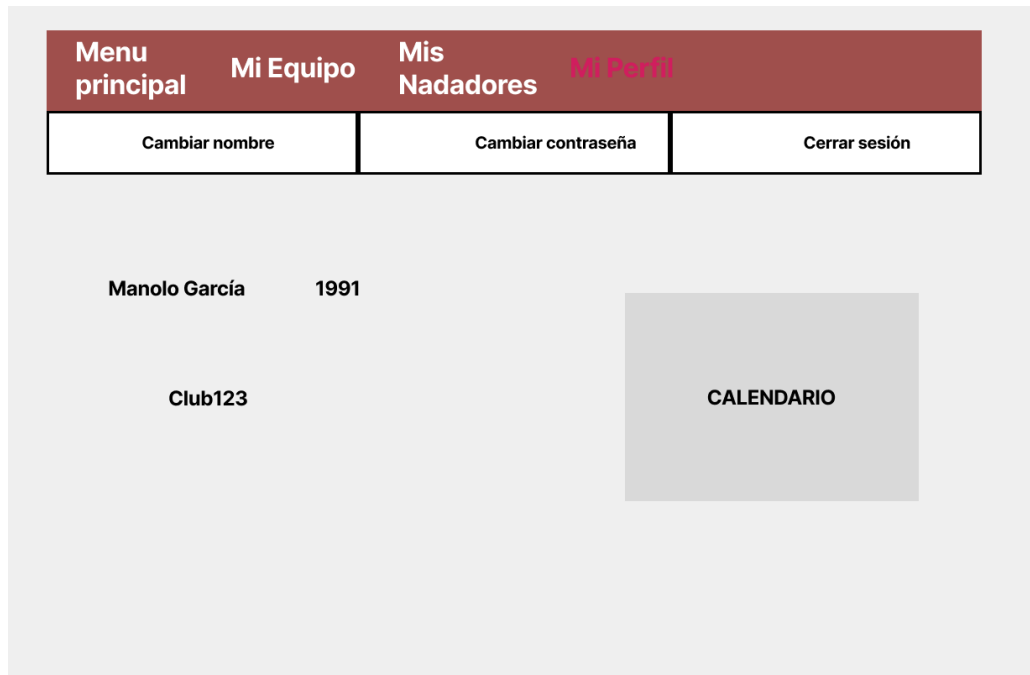 Menu
principal
Mi Equipo
Mis
Nadadores
Mi Perfil
Cambiar nombre
Cambiar contraseña
Cerrar sesión
Manolo García
1991
Club123
CALENDARIO